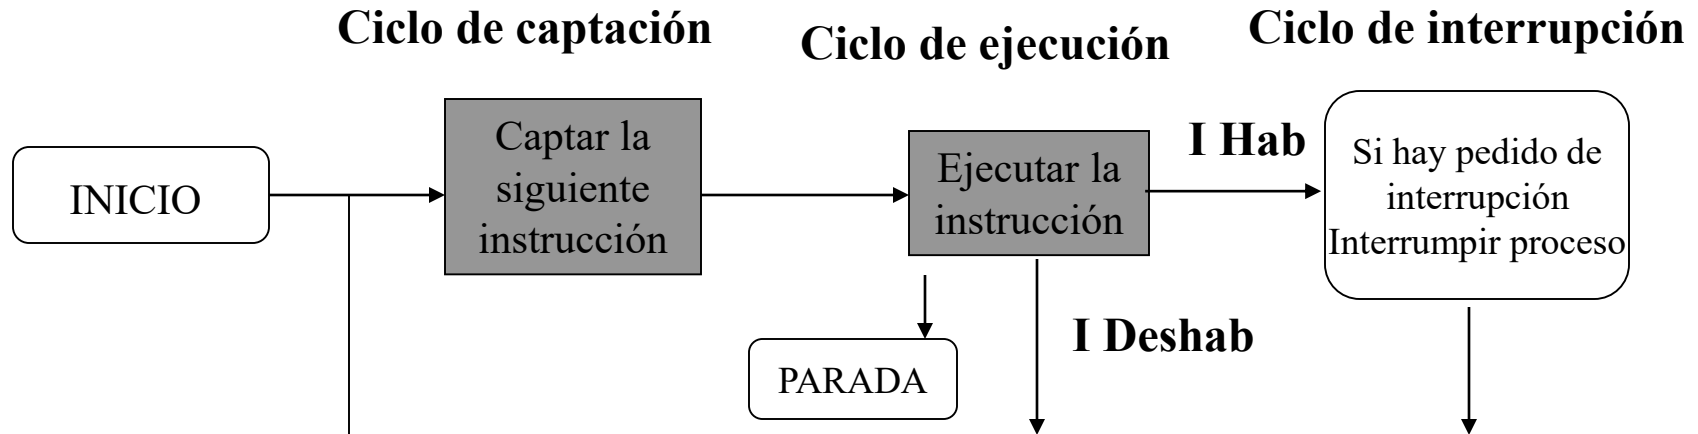 Ciclo de captación
Ciclo de ejecución
Ciclo de interrupción
INICIO
Captar la
siguiente
instrucción
Ejecutar la
instrucción
I Hab
Si hay pedido de
interrupción
Interrumpir proceso
I Deshab
PARADA